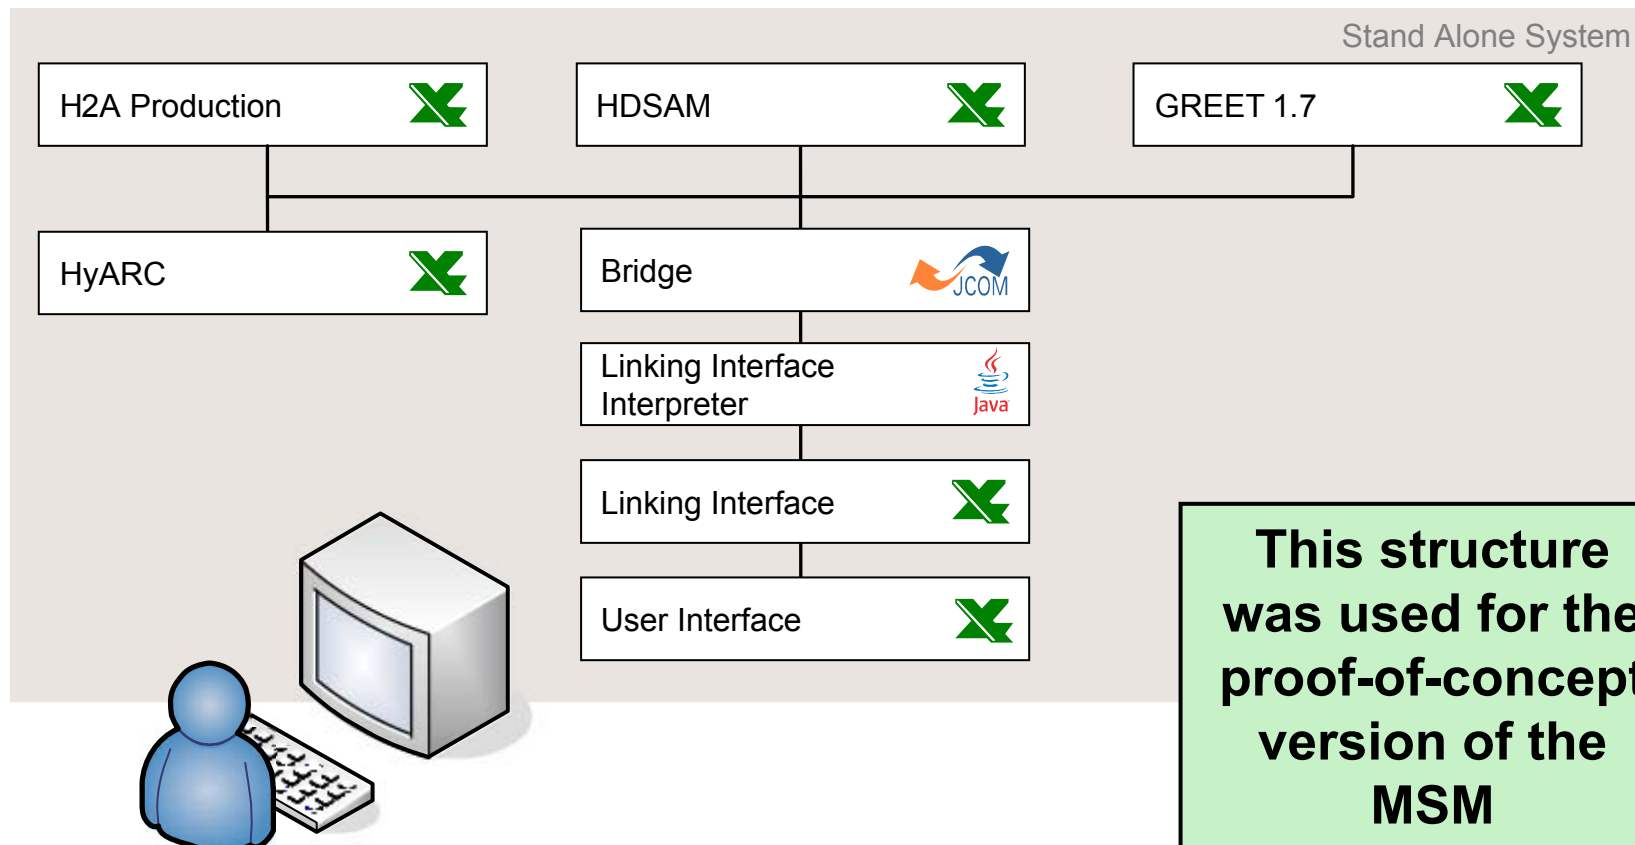 Stand Alone System
H2A Production
HDSAM
GREET 1.7
HyARC
Bridge
JCOM
Linking Interface
Interpreter
Java
Linking Interface
User Interface
This structure
was used for the
proof-of-concept
version of the
MSM